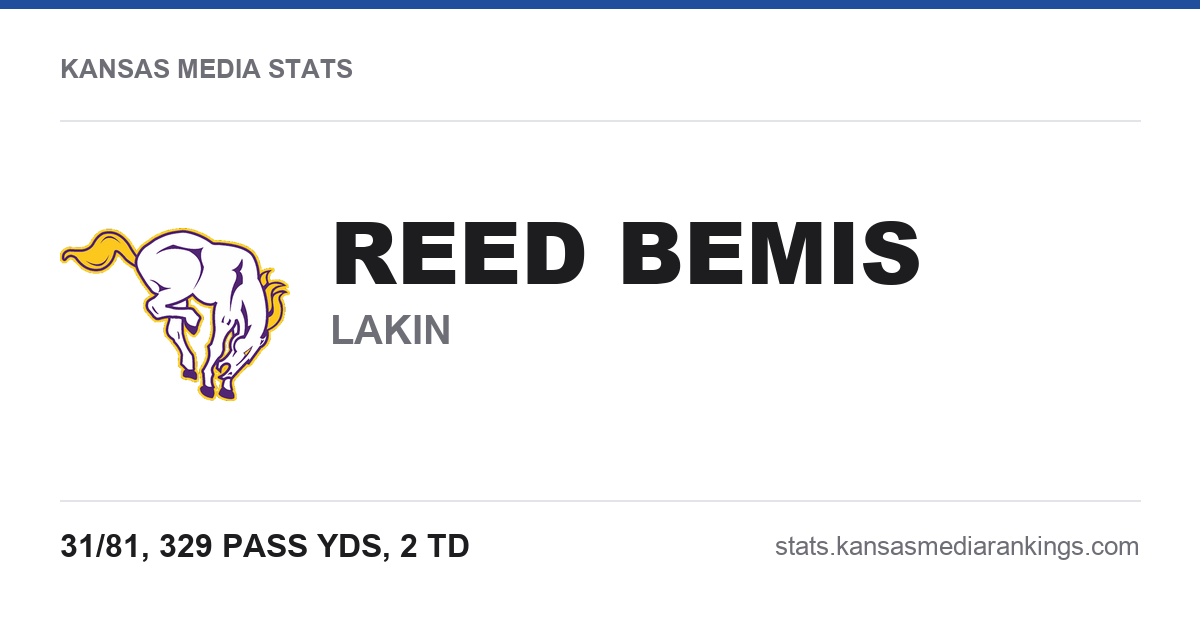 KANSAS MEDIA STATS
REED BEMIS
LAKIN
31/81, 329 PASS YDS, 2 TD
stats.kansasmediarankings.com